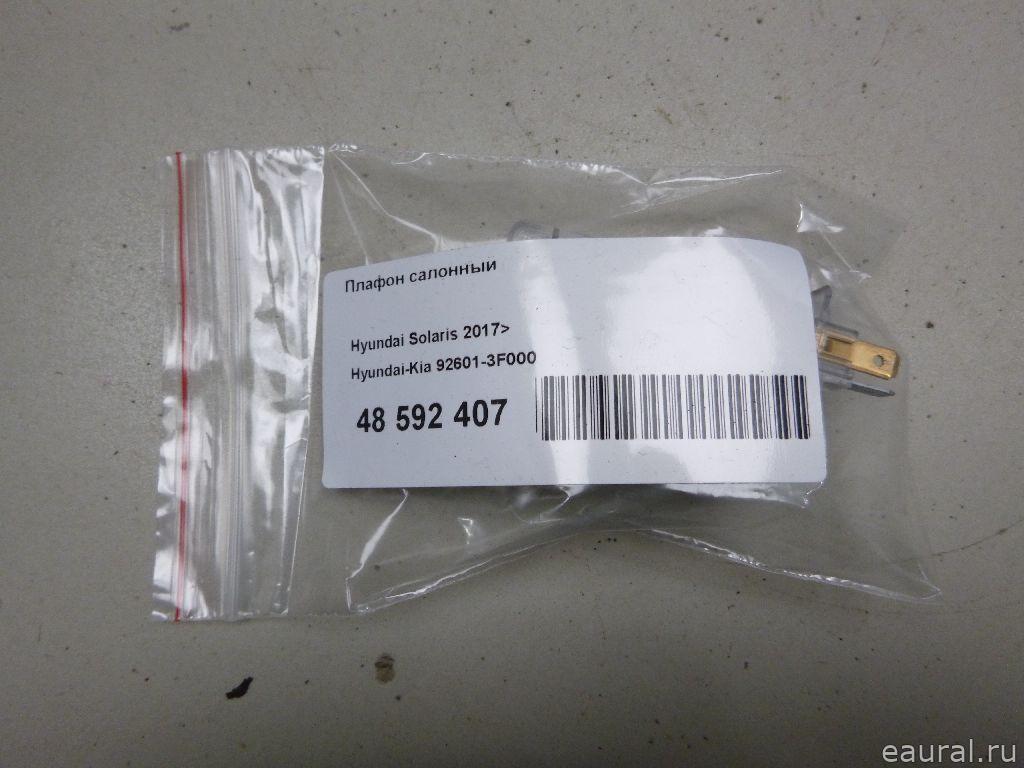 Плафон салонный
Hyundai Solaris 2017>
Hyundai-Kia 92601-3F000
48 592 407
eaural.ru